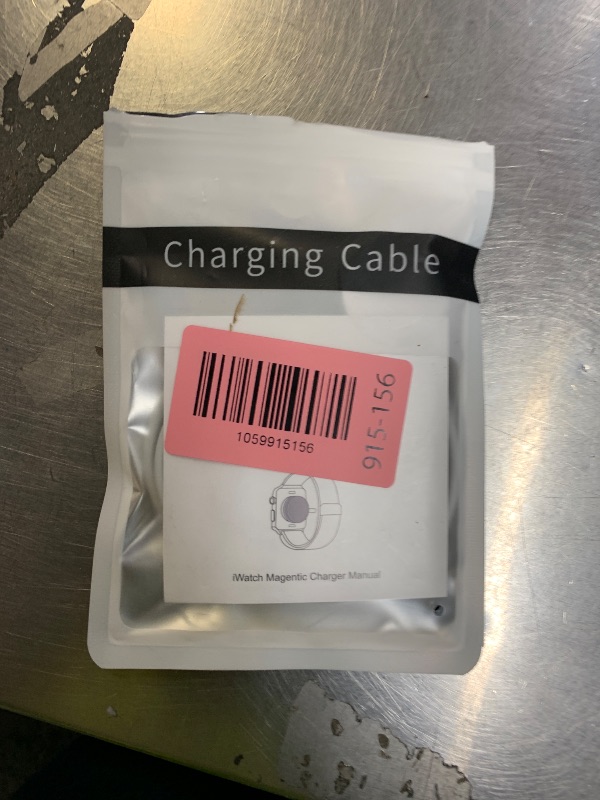 Charging Cable
1059915156
915-156
iWatch Magentic Charger Manual